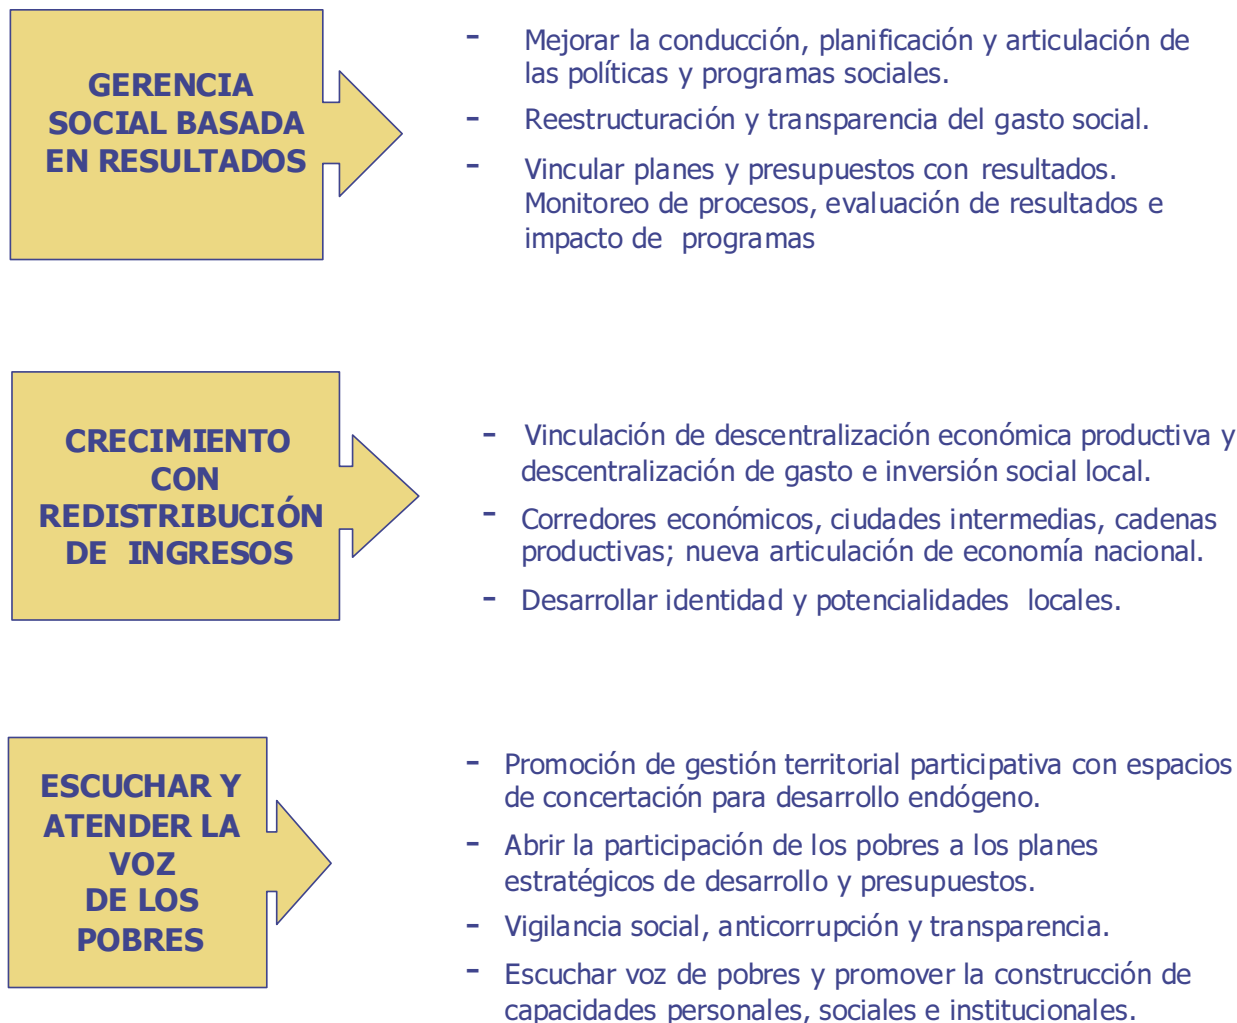 GERENCIA
SOCIAL BASADA
EN RESULTADOS
- Mejorar la conducción, planificación y articulación de
las políticas y programas sociales.
- Reestructuración y transparencia del gasto social.
- Vincular planes y presupuestos con resultados.
Monitoreo de procesos, evaluación de resultados e
impacto de programas
CRECIMIENTO
CON
REDISTRIBUCIÓN
DE INGRESOS
- Vinculación de descentralización económica productiva y
descentralización de gasto e inversión social local.
- Corredores económicos, ciudades intermedias, cadenas
productivas; nueva articulación de economía nacional.
- Desarrollar identidad y potencialidades locales.
ESCUCHAR Y
ATENDER LA
VOZ
DE LOS
POBRES
- Promoción de gestión territorial participativa con espacios
de concertación para desarrollo endógeno.
- Abrir la participación de los pobres a los planes
estratégicos de desarrollo y presupuestos.
- Vigilancia social, anticorrupción y transparencia.
- Escuchar voz de pobres y promover la construcción de
capacidades personales, sociales e institucionales.